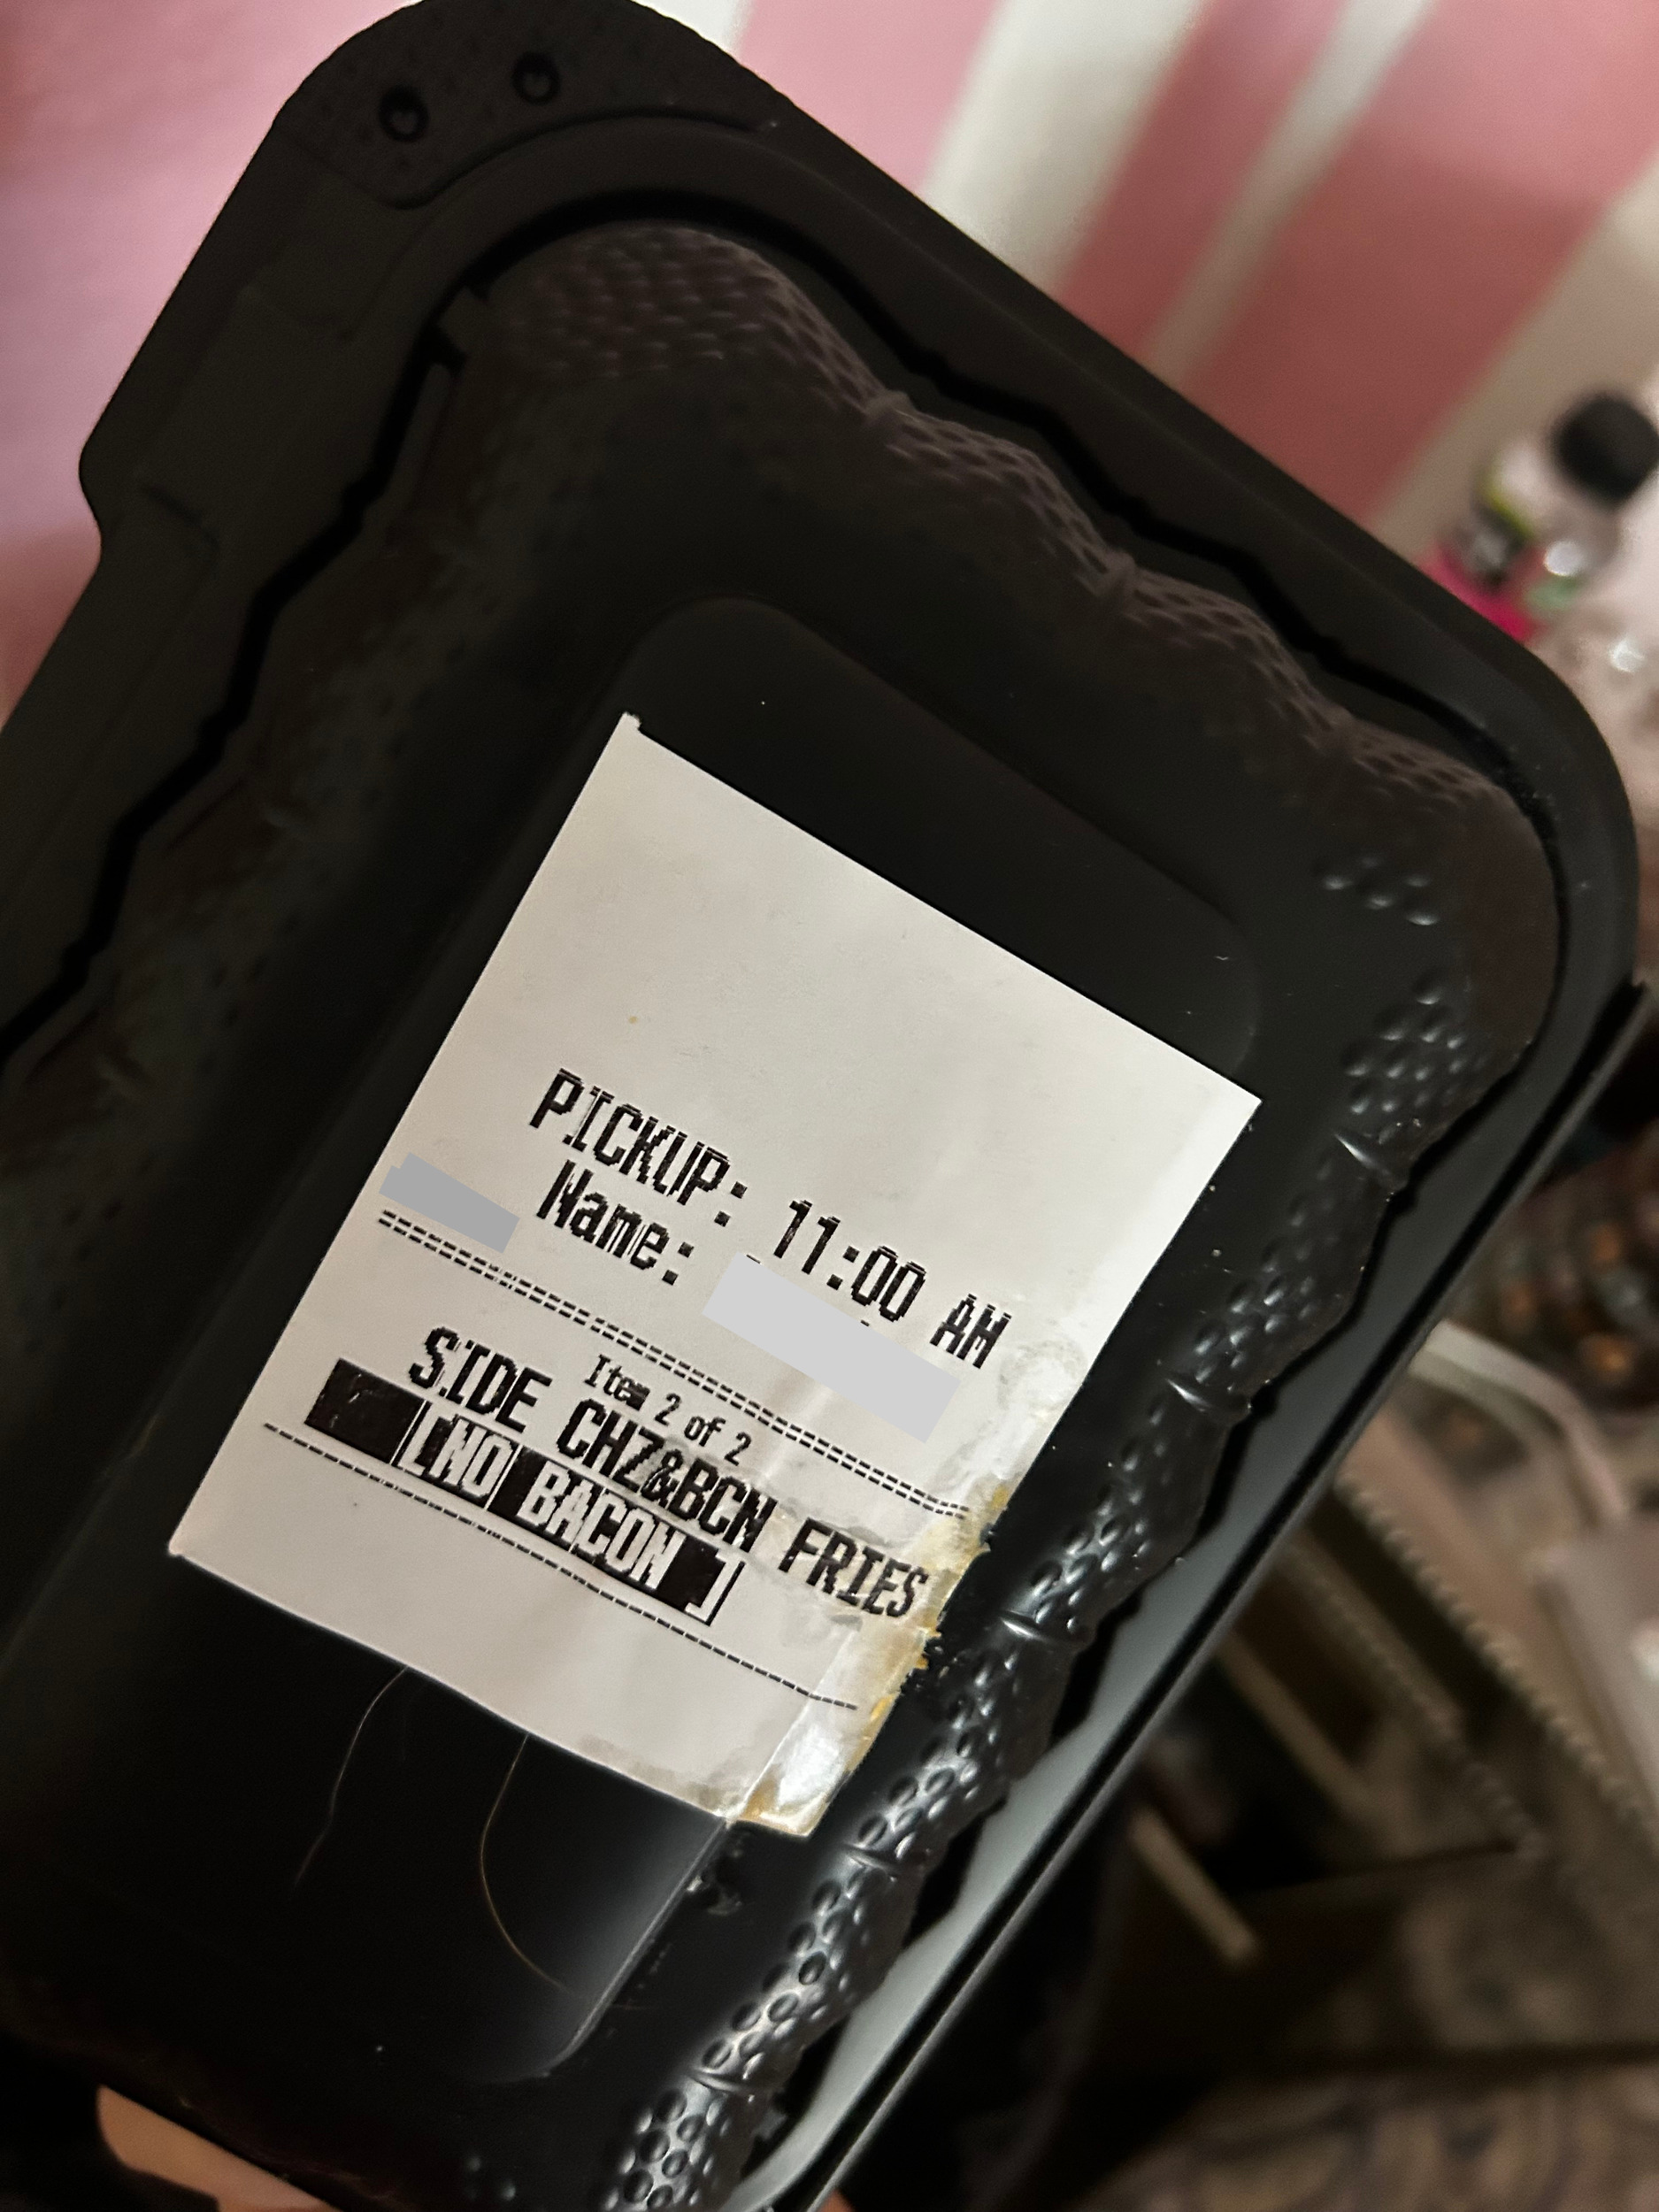 PICKUP: 11:00 AM
Name:
Item 2 of 2
SIDE CHZ&BCN FRIES
[NO BACON ]